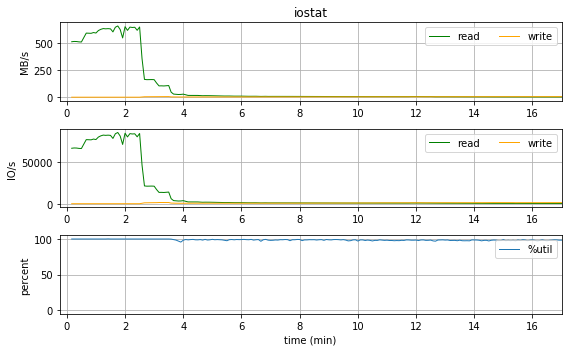 iostat
MB/s
500
250
0
read write
0 2 4 6 8 10 12 14 16
IO/s
50000
0
read write
0 2 4 6 8 10 12 14 16
percent
100
50
0
%util
0 2 4 6 8 10 12 14 16
time (min)